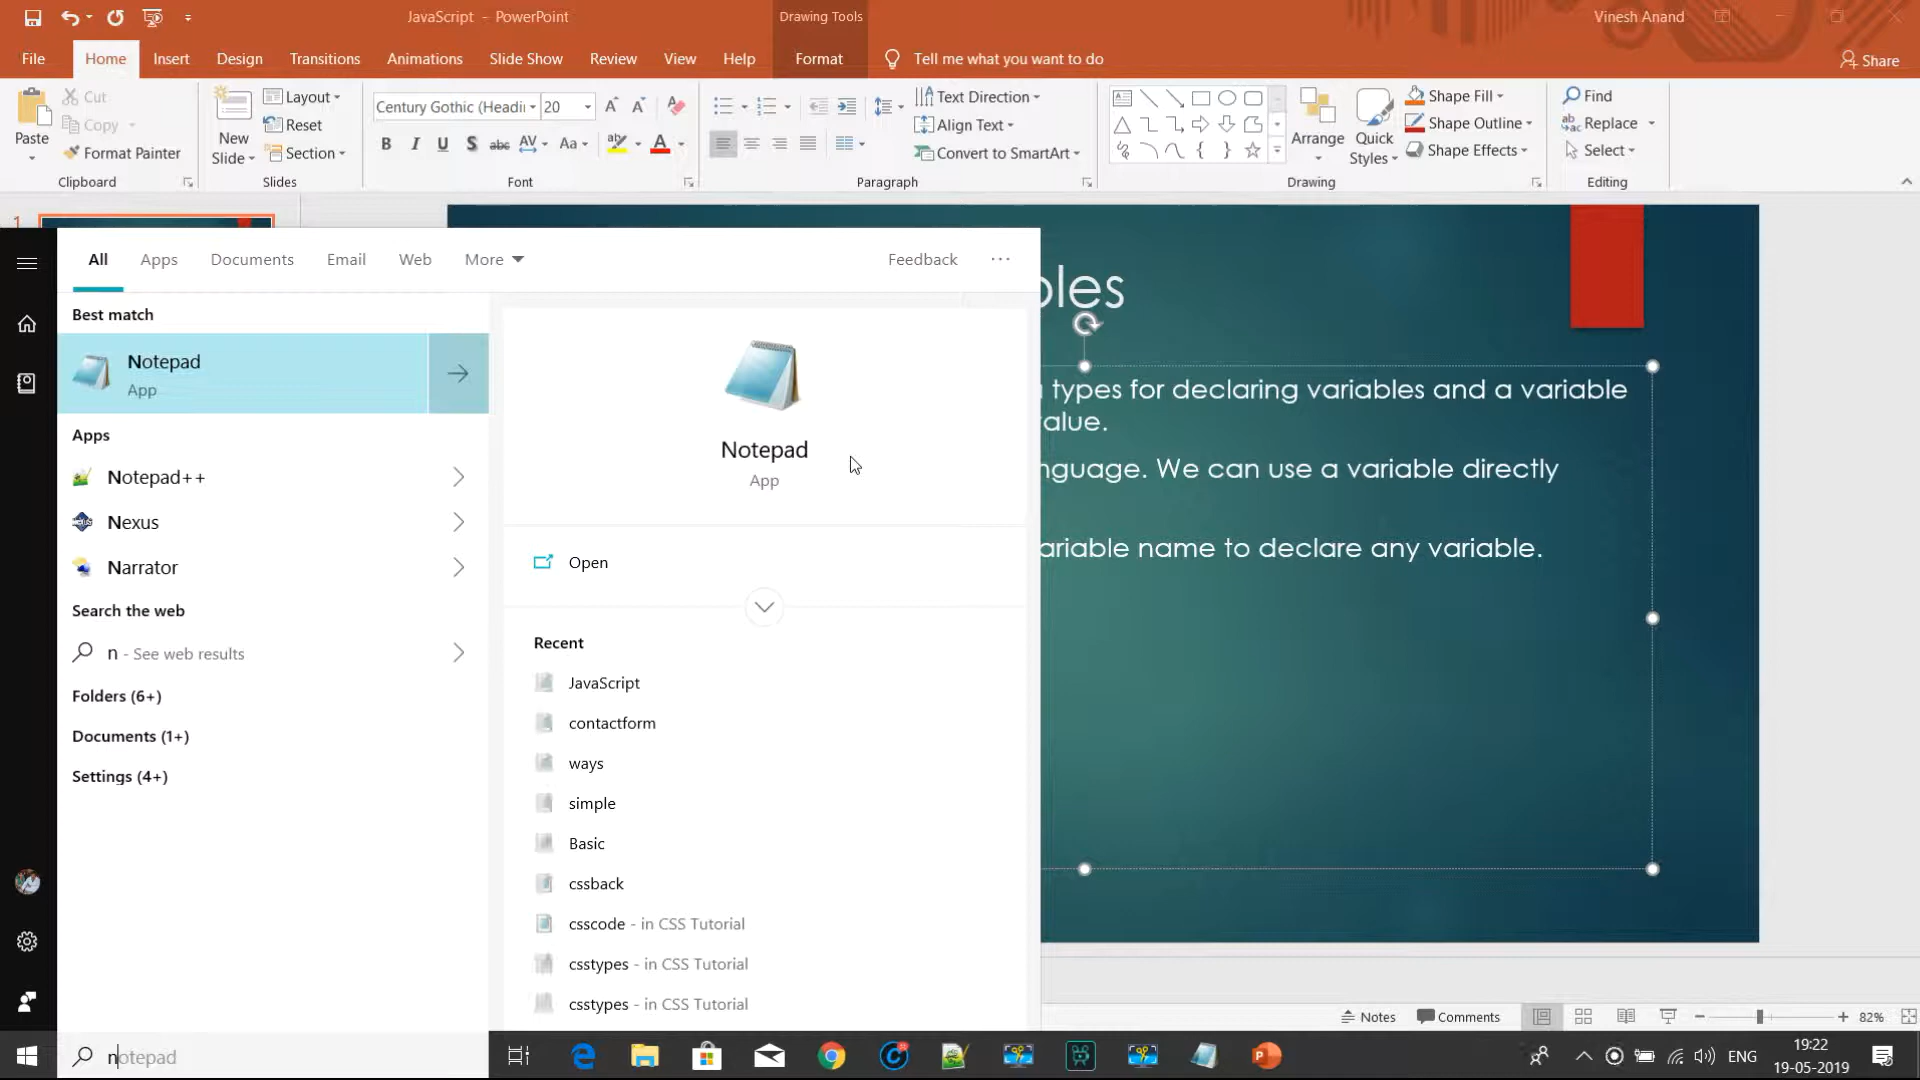 JavaScript - PowerPoint
Drawing Tools
Vinesh Anand
File
Home
Insert
Design
Transitions
Animations
Slide Show
Review
View
Help
Format
Tell me what you want to do
Share
Paste
Cut
Copy
Format Painter
Clipboard
New
Slide
Layout
Reset
Section
Slides
Century Gothic (Headi
20
Font
Text Direction
Align Text
Convert to SmartArt
Paragraph
Arrange
Quick
Styles
Shape Fill
Shape Outline
Shape Effects
Drawing
Find
Replace
Select
Editing
1
All
Apps
Documents
Email
Web
More
Feedback
Best match
Notepad
App
Apps
Notepad++
Nexus
Narrator
Search the web
n - See web results
Folders (6+)
Documents (1+)
Settings (4+)
Notepad
App
Open
Recent
JavaScript
contactform
ways
simple
Basic
cssback
csscode - in CSS Tutorial
csstypes - in CSS Tutorial
csstypes - in CSS Tutorial
bles
types for declaring variables and a variable
alue.
nguage. We can use a variable directly
ariable name to declare any variable.
Notes
Comments
82%
notepad
ENG
19:22
19-05-2019